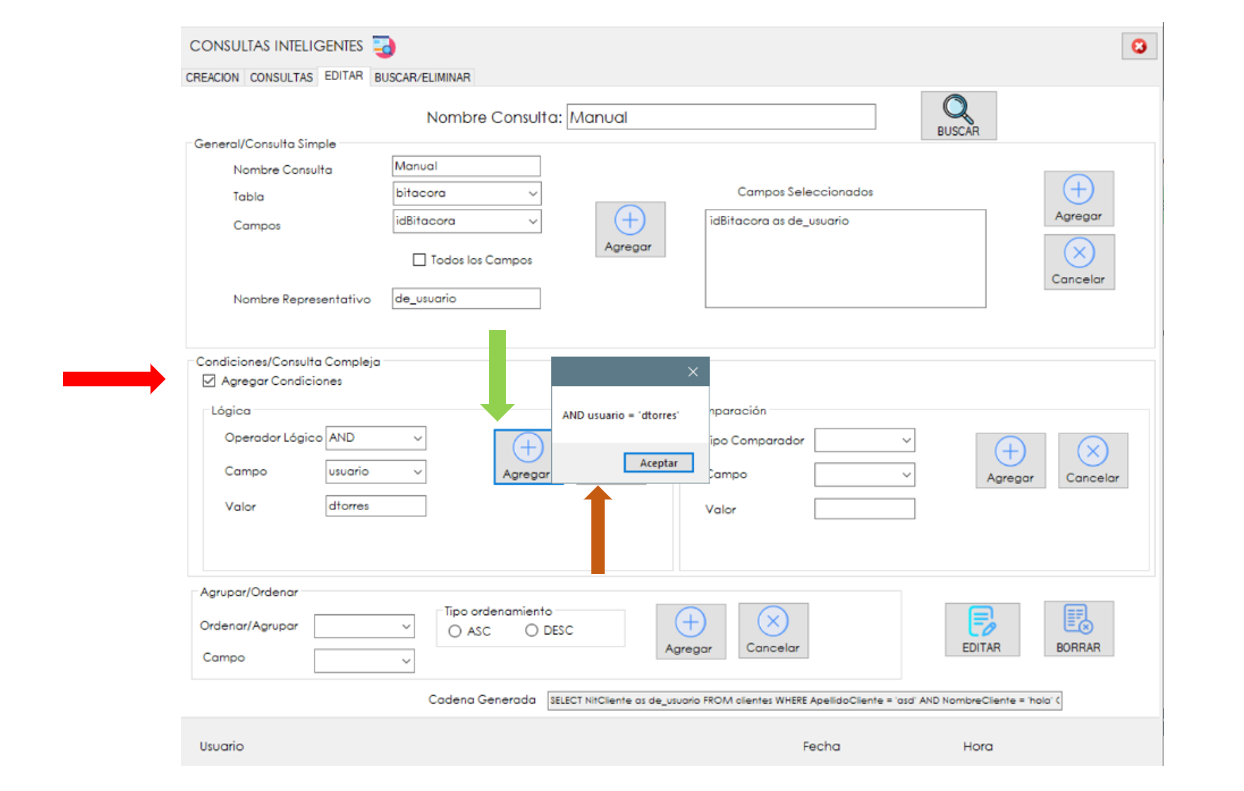 CONSULTAS INTELIGENTES
CREACION CONSULTAS EDITAR BUSCAR/ELIMINAR
Nombre Consulta: Manual
BUSCAR
General/Consulta Simple
Nombre Consulta Manual
Tabla bitacora
Campos idBitacora
Todos los Campos
Nombre Representativo de_usuario
Agregar
Campos Seleccionados
idBitacora as de_usuario
Agregar
Cancelar
Condiciones/Consulta Compleja
Agregar Condiciones
Lógica
Operador Lógico AND
Campo usuario
Valor dtorres
Agregar
AND usuario = 'dtorres'
Aceptar
mparación
ipo Comparador
Campo
Valor
Agregar
Cancelar
Agrupar/Ordenar
Ordenar/Agrupar
Campo
Tipo ordenamiento
ASC DESC
Agregar
Cancelar
EDITAR
BORRAR
Cadena Generada SELECT NitCliente as de_usuario FROM clientes WHERE ApellidoCliente = 'asd' AND NombreCliente = 'hola'
Usuario Fecha Hora